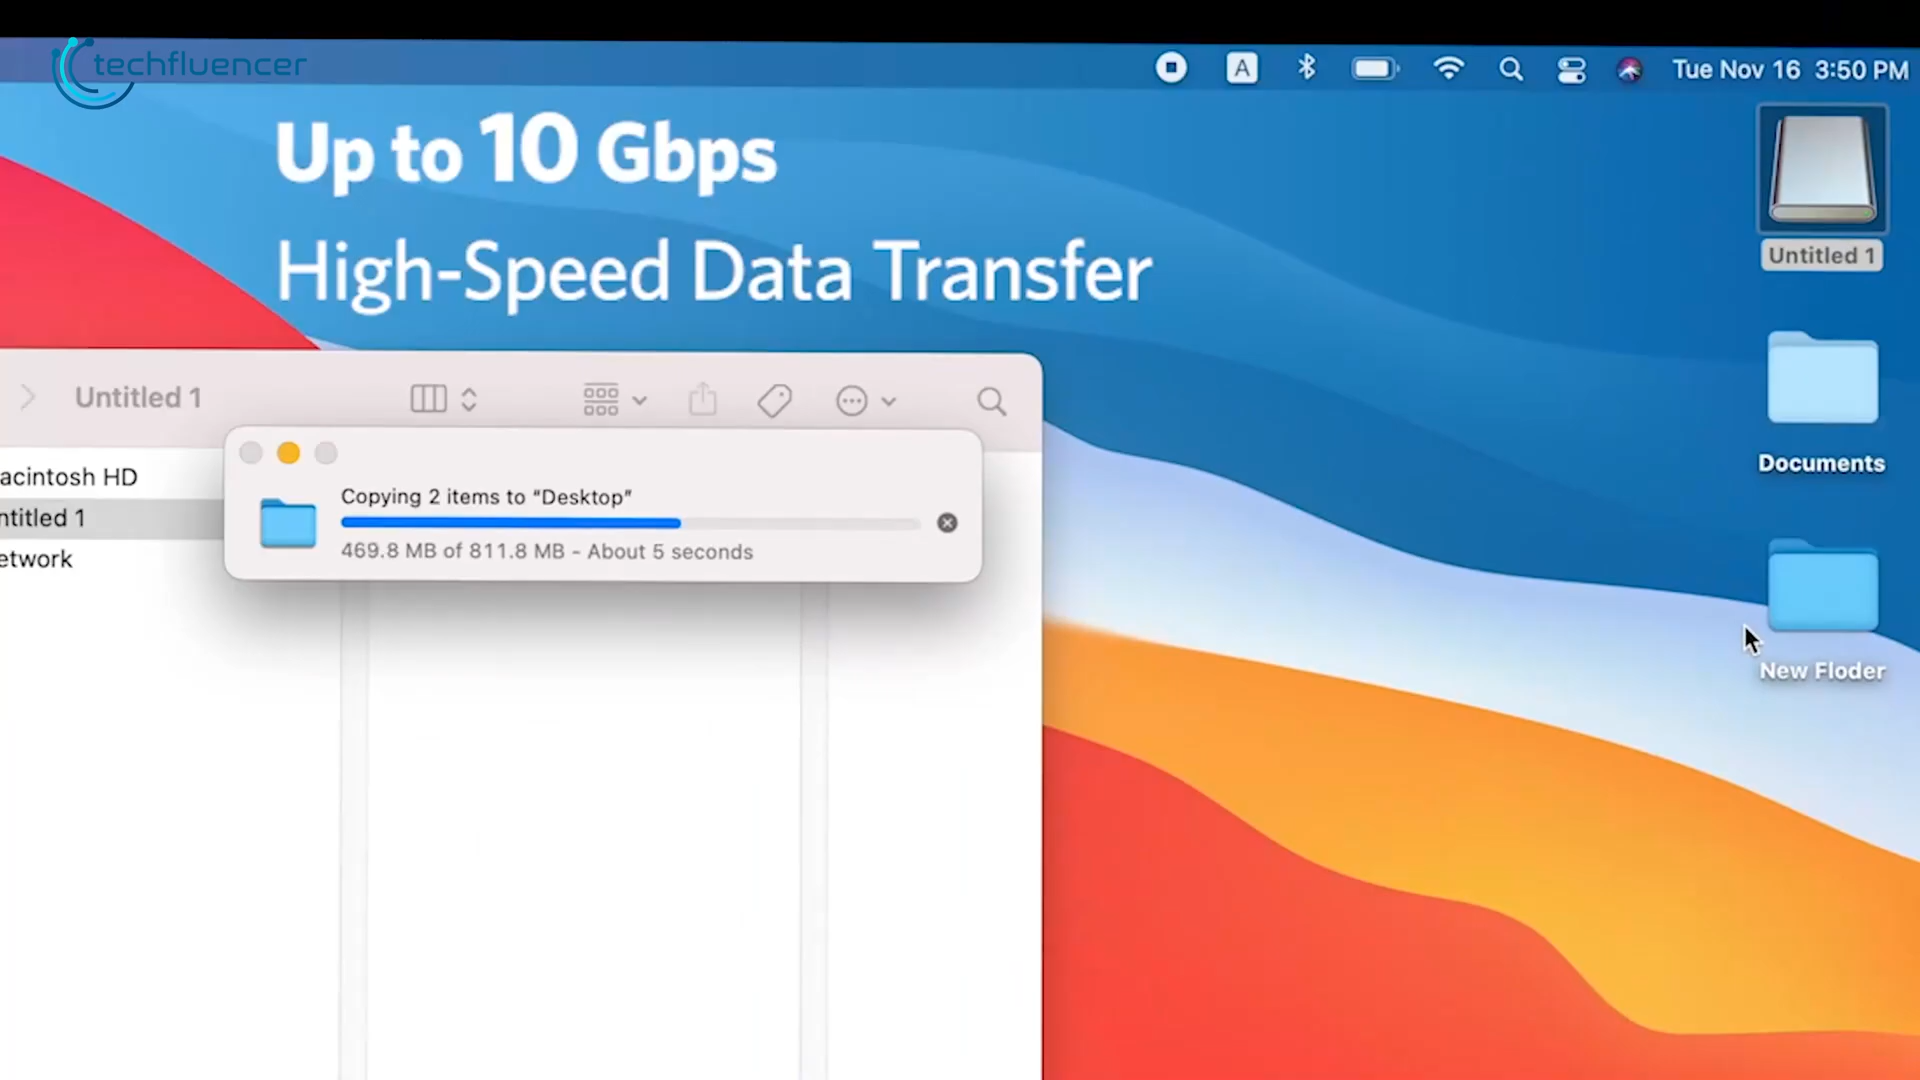 techfluencer
A
Tue Nov 16 3:50 PM
Up to 10 Gbps
High-Speed Data Transfer
Untitled 1
Documents
New Floder
Untitled 1
acintosh HD
ntitled 1
etwork
Copying 2 items to “Desktop”
469.8 MB of 811.8 MB - About 5 seconds